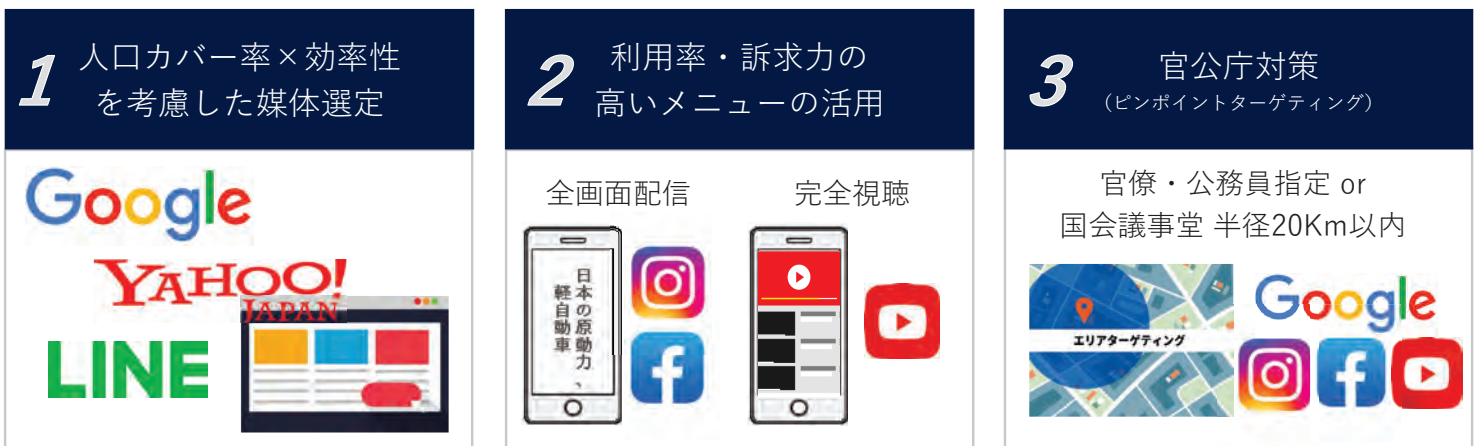 1
人口カバー率×効率性
を考慮した媒体選定
Google
YAHOO!
JAPAN
LINE
2
利用率・訴求力の
高いメニューの活用
全画面配信
日本の原動力、
軽自動車
完全視聴
3
官公庁対策
(ピンポイントターゲティング)
官僚・公務員指定 or
国会議事堂 半径20Km以内
エリアターゲティング
Google